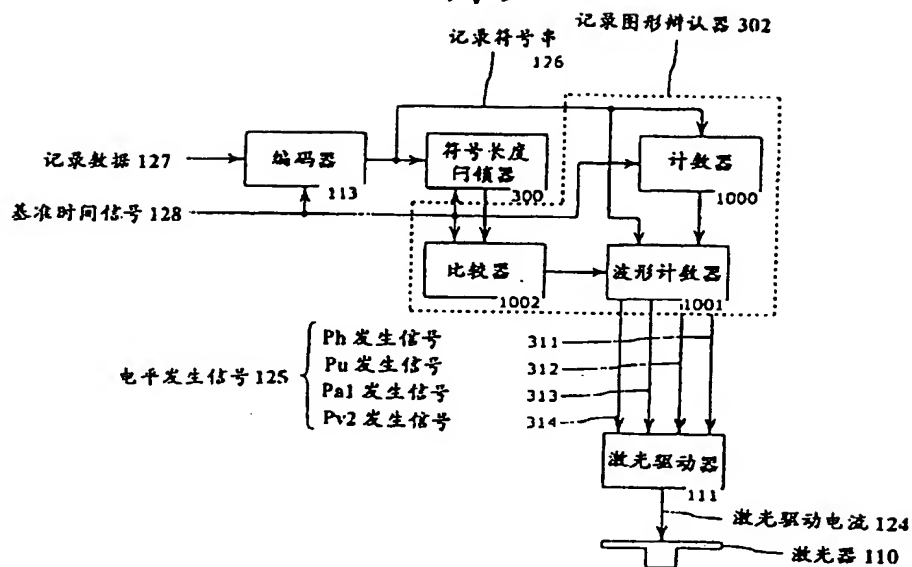 记录图形辨认器 302
记录符号串
126
记录数据 127
编码器
113
符号长度
闩锁器
300
计数器
1000
基准时间信号 128
比较器
1002
波形计数器
1001
电平发生信号 125
Ph 发生信号
Pu 发生信号
Pa1 发生信号
Pv2 发生信号
311
312
313
314
激光驱动器
111
激光驱动电流 124
激光器 110